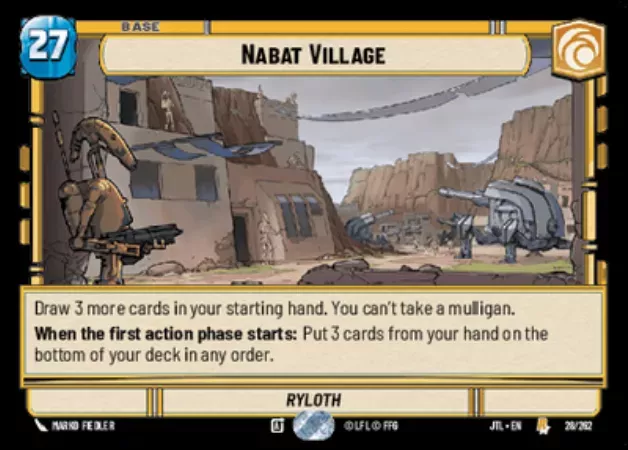 BASE
27
NABAT VILLAGE
Draw 3 more cards in your starting hand. You can't take a mulligan.
When the first action phase starts: Put 3 cards from your hand on the
bottom of your deck in any order.
RYLOTH
MARKO FIEDLER
© LFL © FFG
JTL • EN
28/262